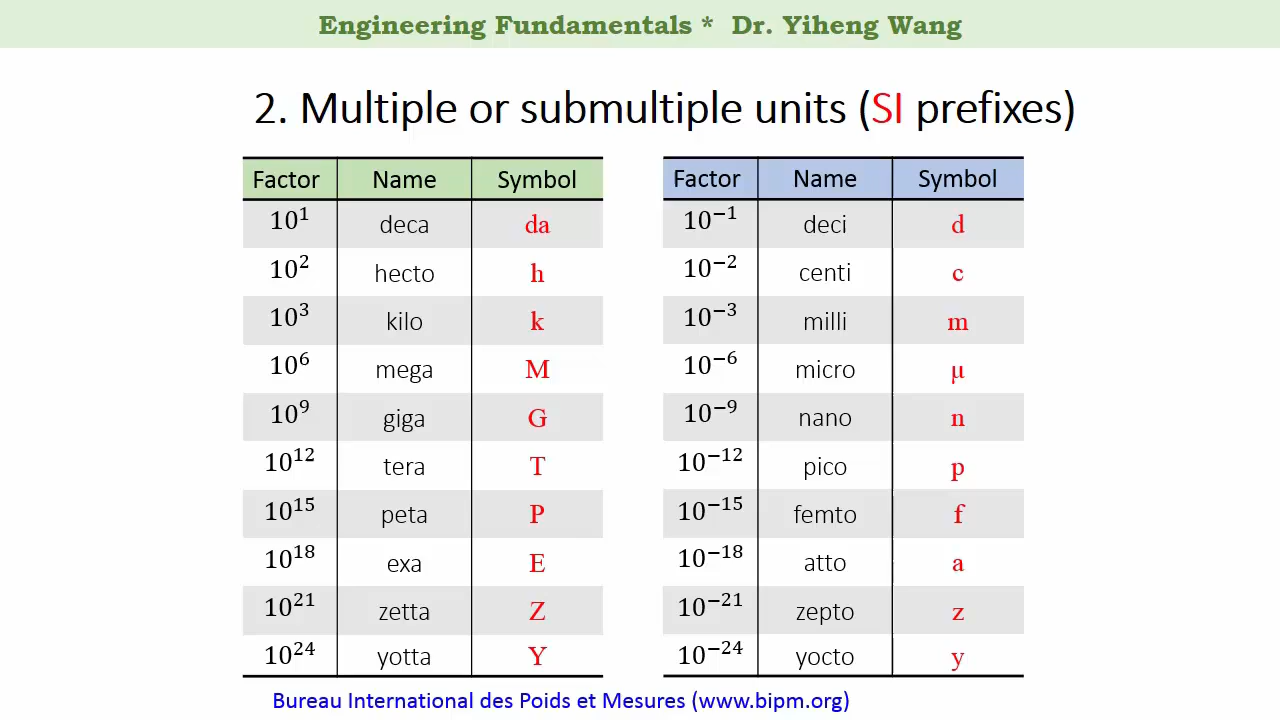 Engineering Fundamentals * Dr. Yiheng Wang
2. Multiple or submultiple units (SI prefixes)
Factor Name Symbol
10¹ deca da
10² hecto h
10³ kilo k
10⁶ mega M
10⁹ giga G
10¹² tera T
10¹⁵ peta P
10¹⁸ exa E
10²¹ zetta Z
10²⁴ yotta Y
Factor Name Symbol
10⁻¹ deci d
10⁻² centi c
10⁻³ milli m
10⁻⁶ micro μ
10⁻⁹ nano n
10⁻¹² pico p
10⁻¹⁵ femto f
10⁻¹⁸ atto a
10⁻²¹ zepto z
10⁻²⁴ yocto y
Bureau International des Poids et Mesures (www.bipm.org)